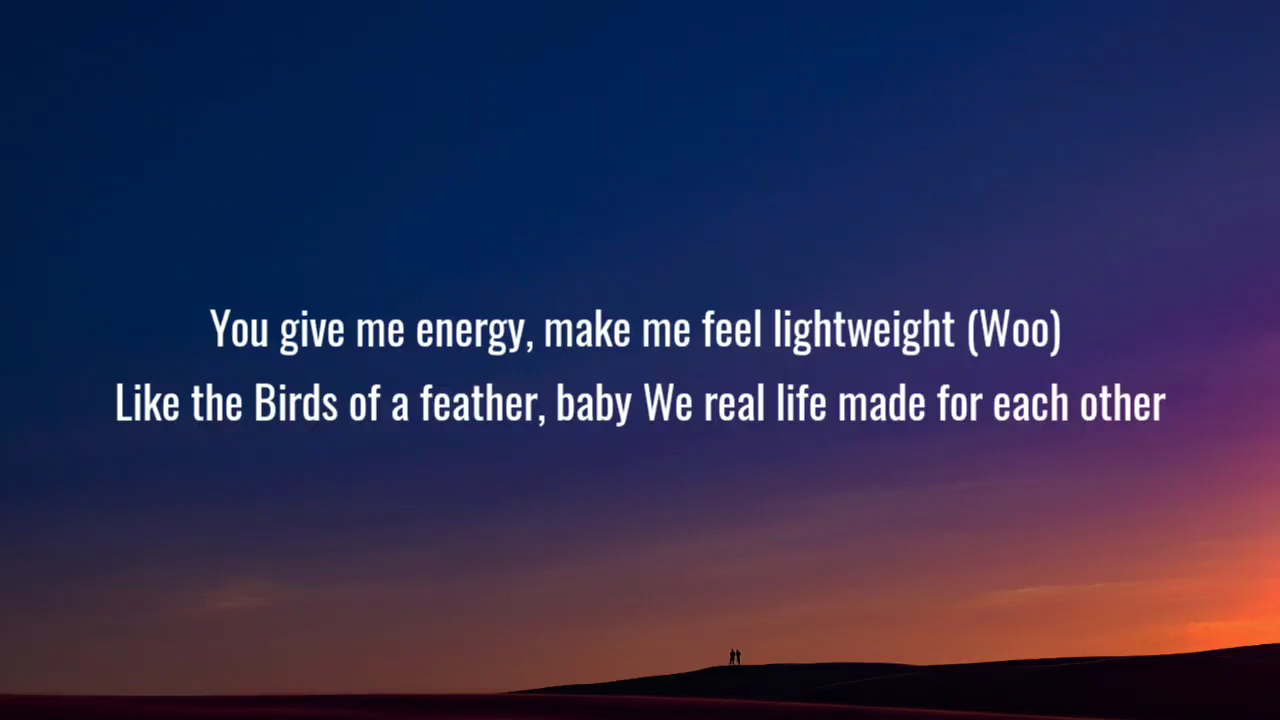 You give me energy, make me feel lightweight (Woo)
Like the Birds of a feather, baby We real life made for each other